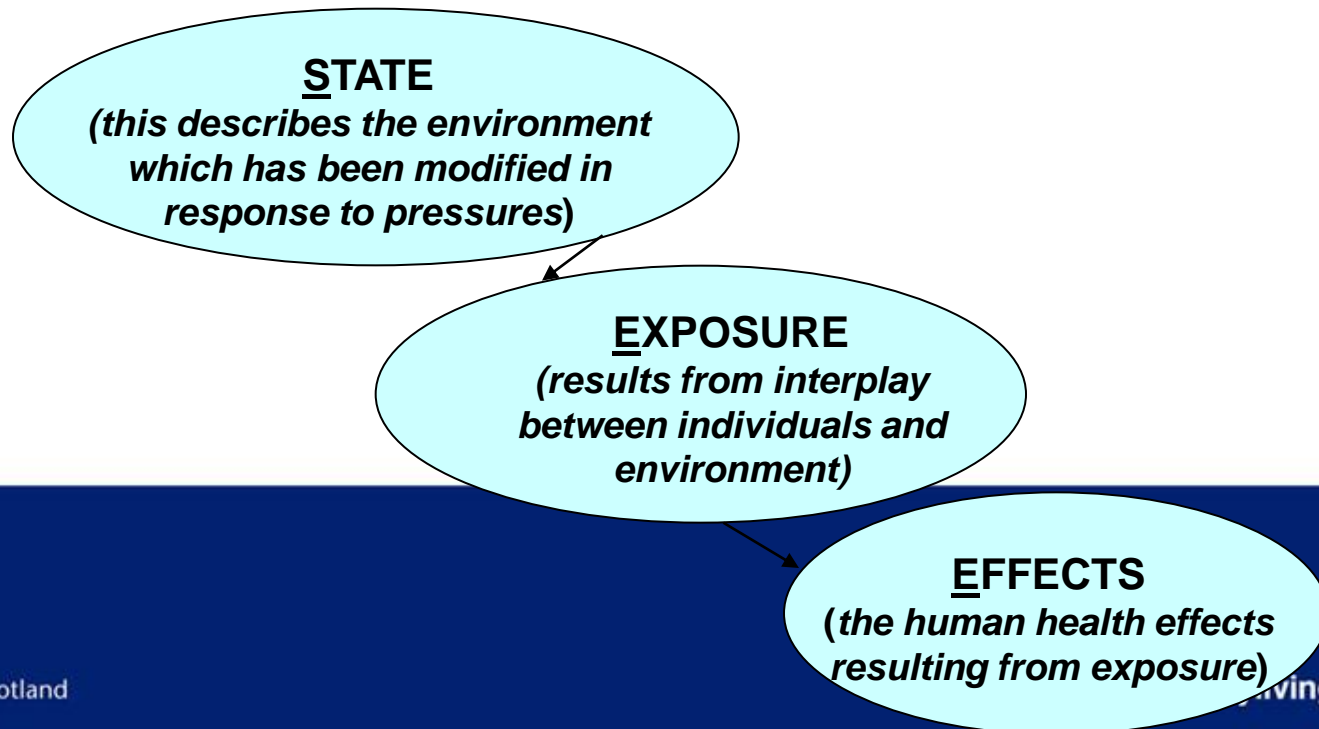 STATE
(this describes the environment
which has been modified in
response to pressures)
EXPOSURE
(results from interplay
between individuals and
environment)
EFFECTS
(the human health effects
resulting from exposure)